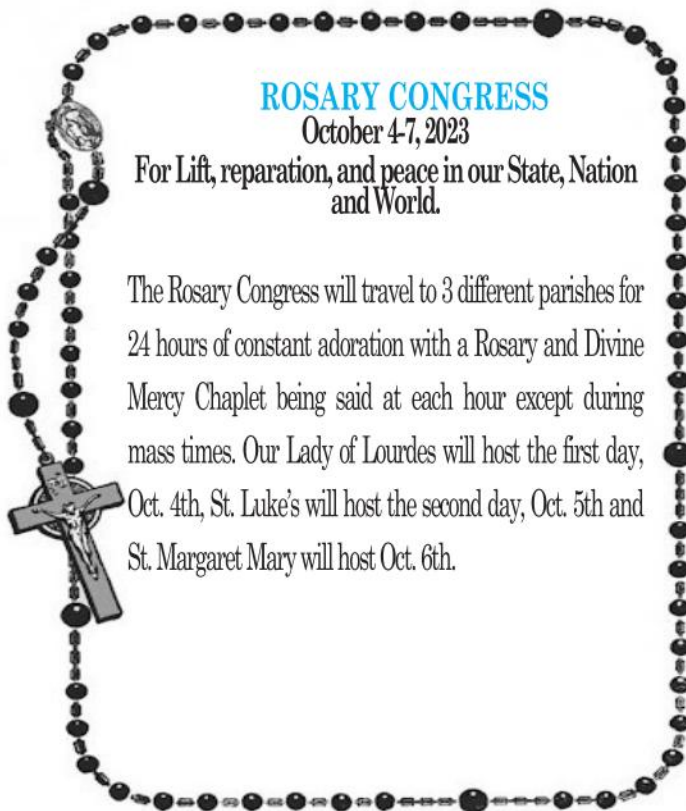 ROSARY CONGRESS
October 4-7, 2023
For Lift, reparation, and peace in our State, Nation
and World.
The Rosary Congress will travel to 3 different parishes for
24 hours of constant adoration with a Rosary and Divine
Mercy Chaplet being said at each hour except during
mass times. Our Lady of Lourdes will host the first day,
Oct. 4th, St. Luke's will host the second day, Oct. 5th and
St. Margaret Mary will host Oct. 6th.